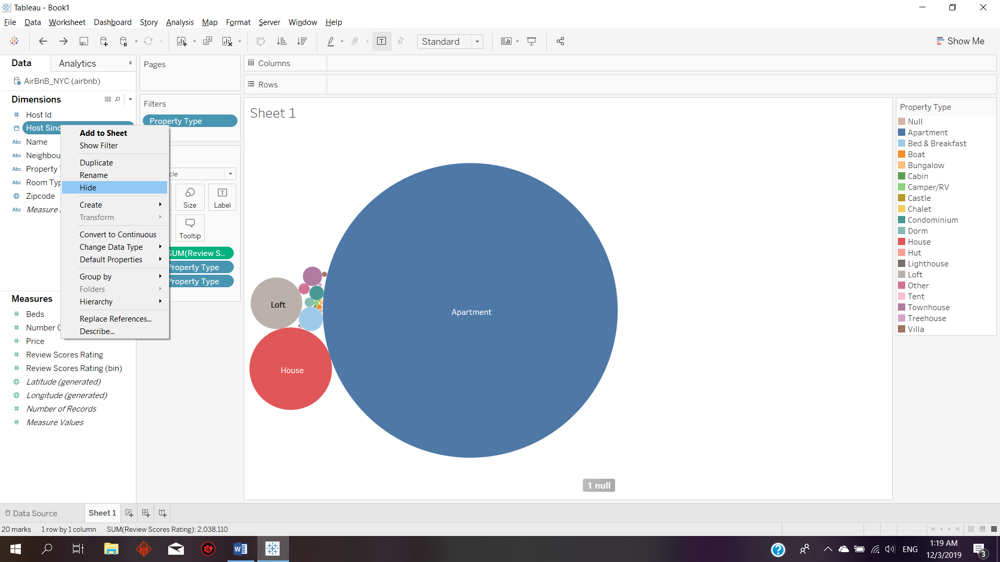 Tableau - Book1
File Data Worksheet Dashboard Story Analysis Map Format Server Window Help
Standard
Show Me
Data
Analytics
AirBnB_NYC (airbnb)
Dimensions
Host Id
Host Sinc
Name
Neighbou
Property
Room Typ
Zipcode
Measure
Add to Sheet
Show Filter
Duplicate
Rename
Hide
Create
Transform
Convert to Continuous
Change Data Type
Default Properties
Group by
Folders
Hierarchy
Replace References...
Describe...
Measures
Beds
Number
Price
Review Scores Rating
Review Scores Rating (bin)
Latitude (generated)
Longitude (generated)
Number of Records
Measure Values
Pages
Filters
Property Type
cle
Size
Label
Tooltip
SUM(Review S..
Property Type
Property Type
Columns
Rows
Sheet 1
Loft
House
Apartment
1 null
Property Type
Null
Apartment
Bed & Breakfast
Boat
Bungalow
Cabin
Camper/RV
Castle
Chalet
Condominium
Dorm
House
Hut
Lighthouse
Loft
Other
Tent
Townhouse
Treehouse
Villa
Data Source
Sheet 1
20 marks 1 row by 1 column SUM(Review Scores Rating): 2,038,110
ENG
1:19 AM
12/3/2019
3